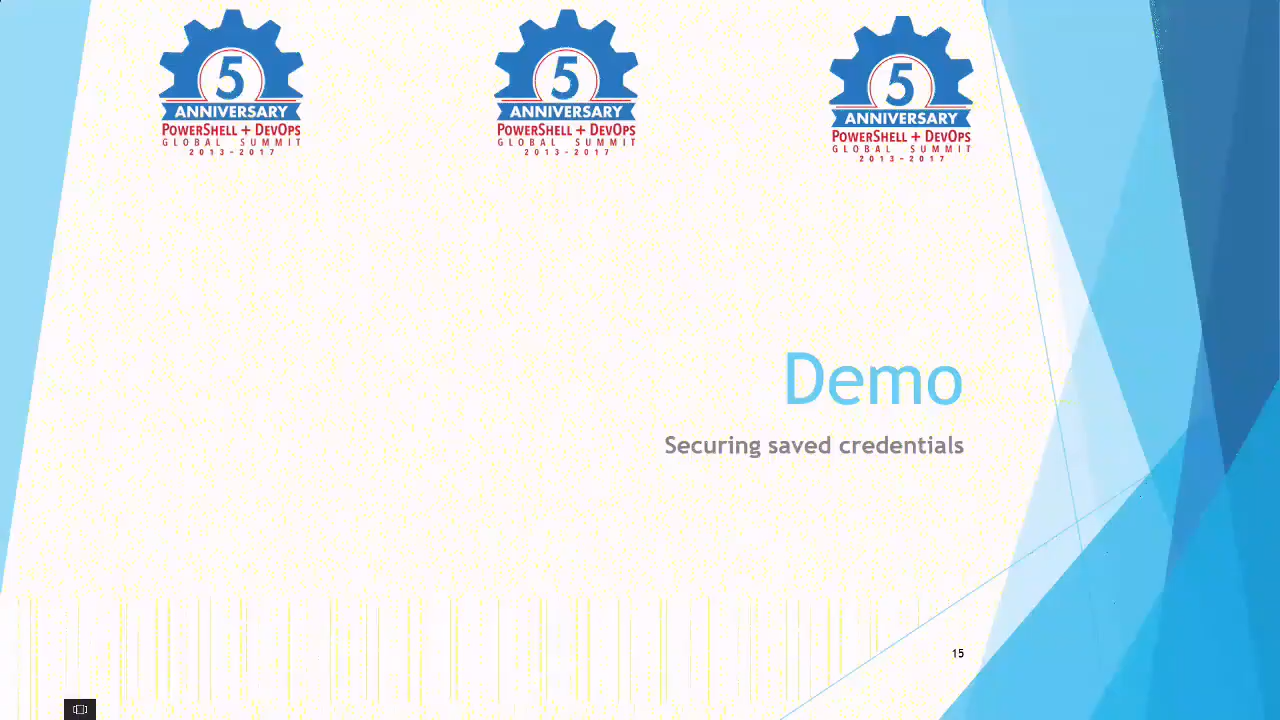 5
ANNIVERSARY
POWERSHELL + DEVOPS
GLOBAL SUMMIT
2013-2017
5
ANNIVERSARY
POWERSHELL + DEVOPS
GLOBAL SUMMIT
2013-2017
5
ANNIVERSARY
POWERSHELL + DEVOPS
GLOBAL SUMMIT
2013-2017
Demo
Securing saved credentials
15